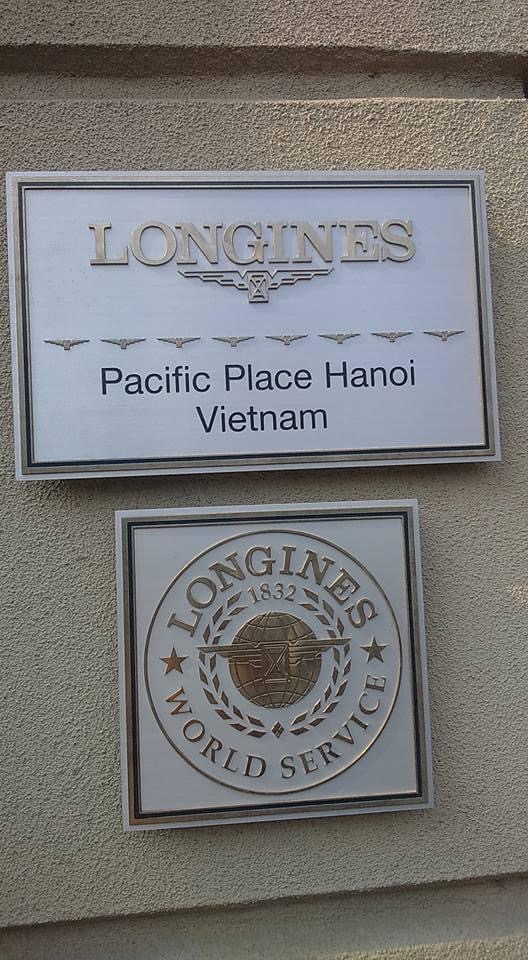 LONGINES
Pacific Place Hanoi
Vietnam
LONGINES
1832
WORLD SERVICE